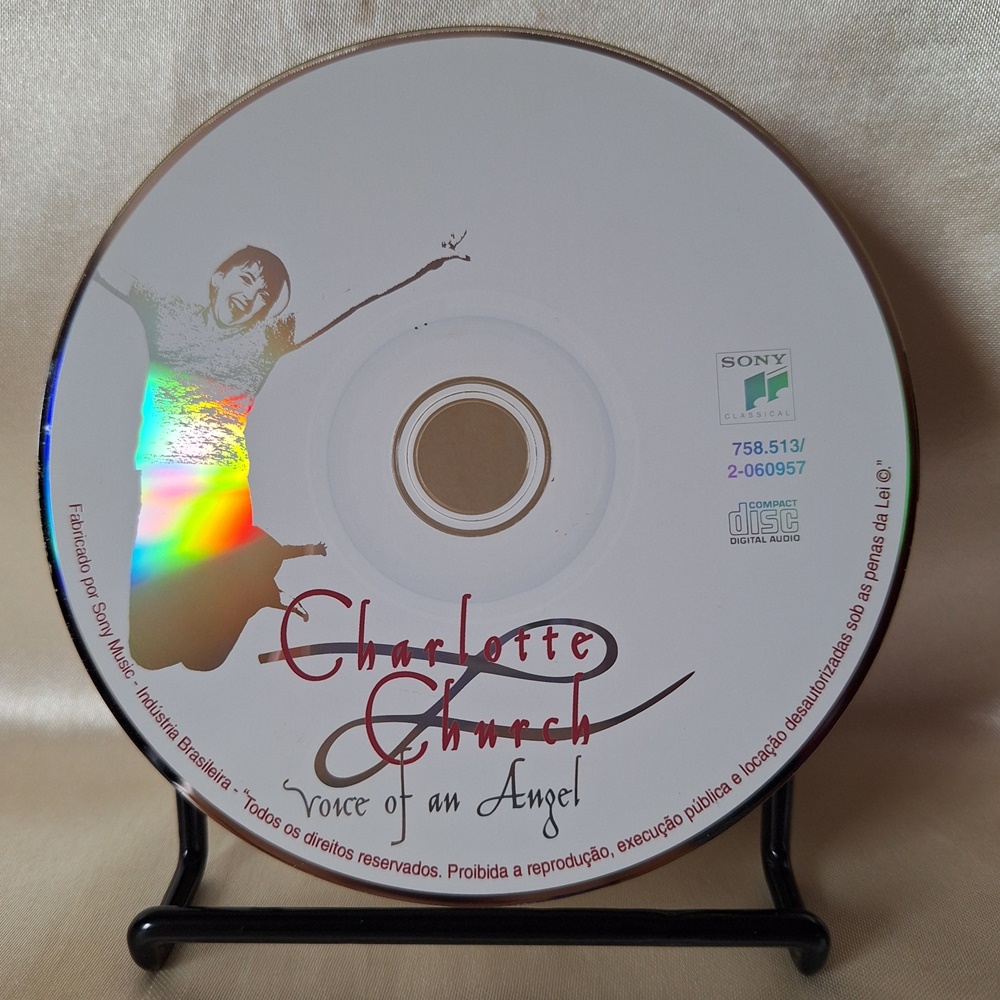 SONY
CLASSICAL
758.513/
2-060957
COMPACT
disc
DIGITAL AUDIO
Charlotte
Church
Voice of an Angel
Fabricado por Sony Music - Indústria Brasileira - "Todos os direitos reservados. Proibida a reprodução, execução pública e locação desautorizadas sob as penas da Lei ©."